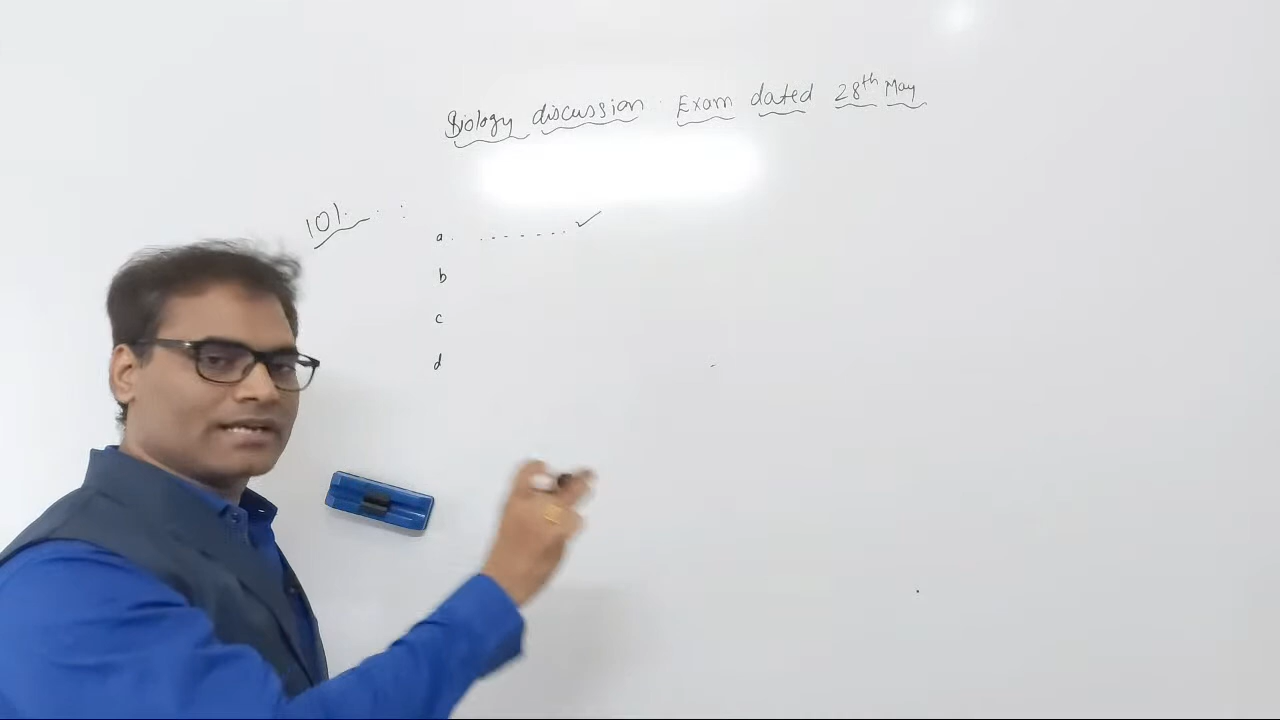 Biology discussion. Exam dated 28th May
101. . :
a. . . . . . . . ✓
b
c
d